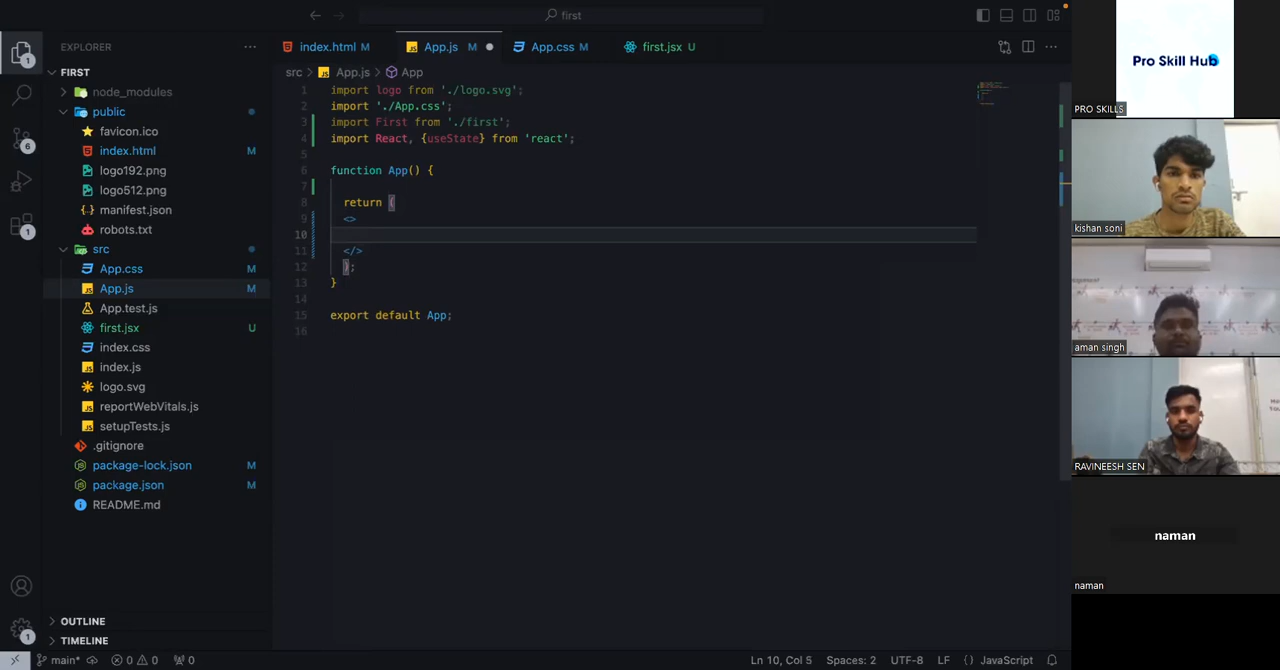 first
EXPLORER
FIRST
node_modules
public
favicon.ico
index.html M
logo192.png
logo512.png
manifest.json
robots.txt
src
App.css M
App.js M
App.test.js
first.jsx U
index.css
index.js
logo.svg
reportWebVitals.js
setupTests.js
.gitignore
package-lock.json M
package.json M
README.md
OUTLINE
TIMELINE
1
6
1
1
index.html M
App.js M
App.css M
first.jsx U
src > App.js > App
1 import logo from './logo.svg';
2 import './App.css';
3 import First from './first';
4 import React, {useState} from 'react';
5
6 function App() {
7
8 return (
9 <>
10
11 </>
12 );
13 }
14
15 export default App;
16
main* 0 0 0
Ln 10, Col 5 Spaces: 2 UTF-8 LF {} JavaScript
Pro Skill Hub
PRO SKILLS
kishan soni
aman singh
RAVINEESH SEN
naman
naman